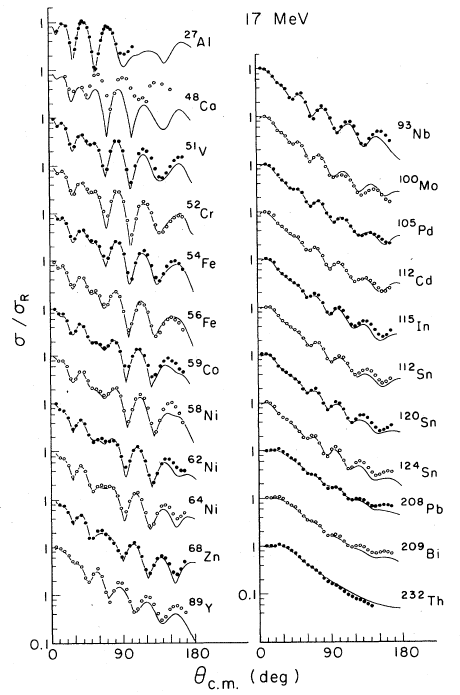 17 MeV
σ/σR
1
1
1
1
1
1
1
1
1
1
1
1
0.1
27Al
48Ca
51V
52Cr
54Fe
56Fe
59Co
58Ni
62Ni
64Ni
68Zn
89Y
0
90
180
1
1
1
1
1
1
1
1
1
1
1
0.1
93Nb
100Mo
105Pd
112Cd
115In
112Sn
120Sn
124Sn
208Pb
209Bi
232Th
0
90
180
θc.m. (deg)